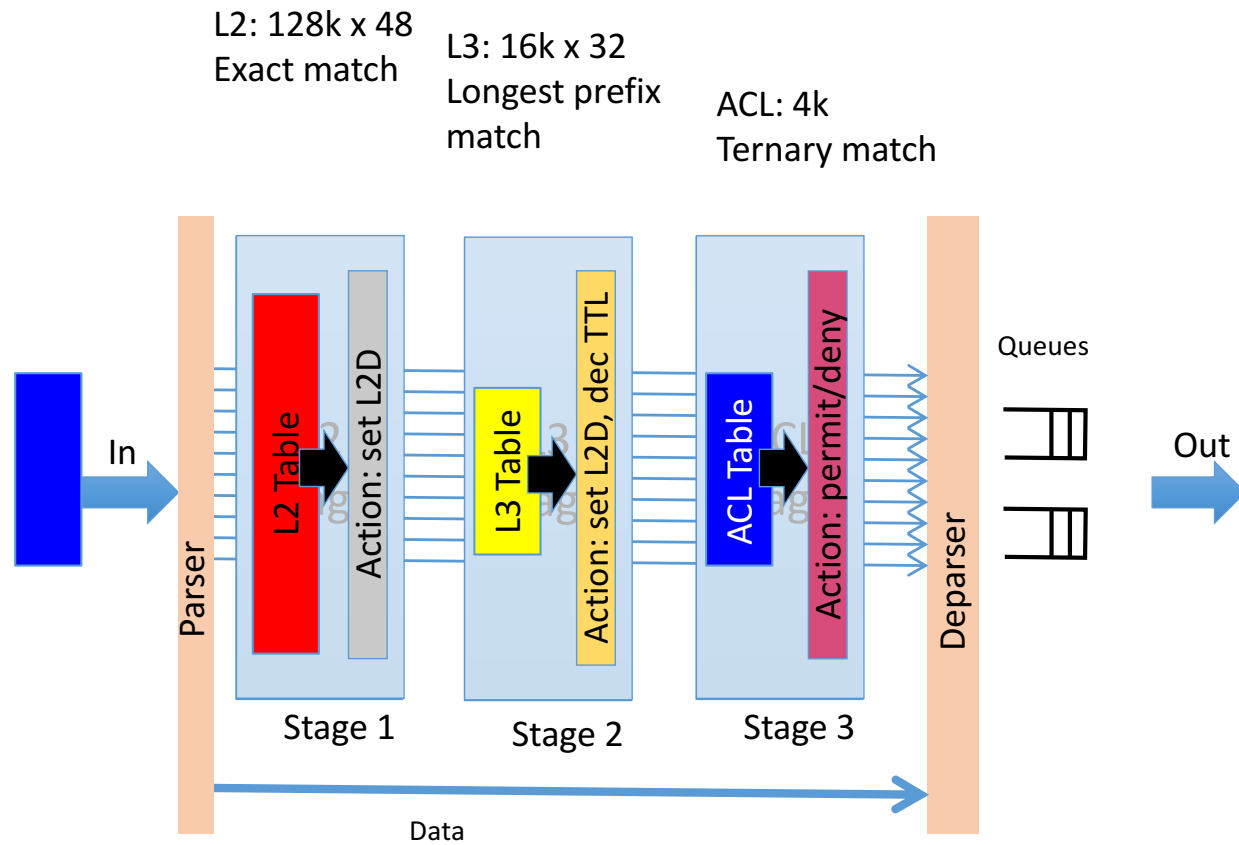 L2: 128k x 48
Exact match
L3: 16k x 32
Longest prefix
match
ACL: 4k
Ternary match
In
Parser
L2 Table
Action: set L2D
Stage 1
L3 Table
Action: set L2D, dec TTL
Stage 2
ACL Table
Action: permit/deny
Stage 3
Deparser
Queues
Out
Data